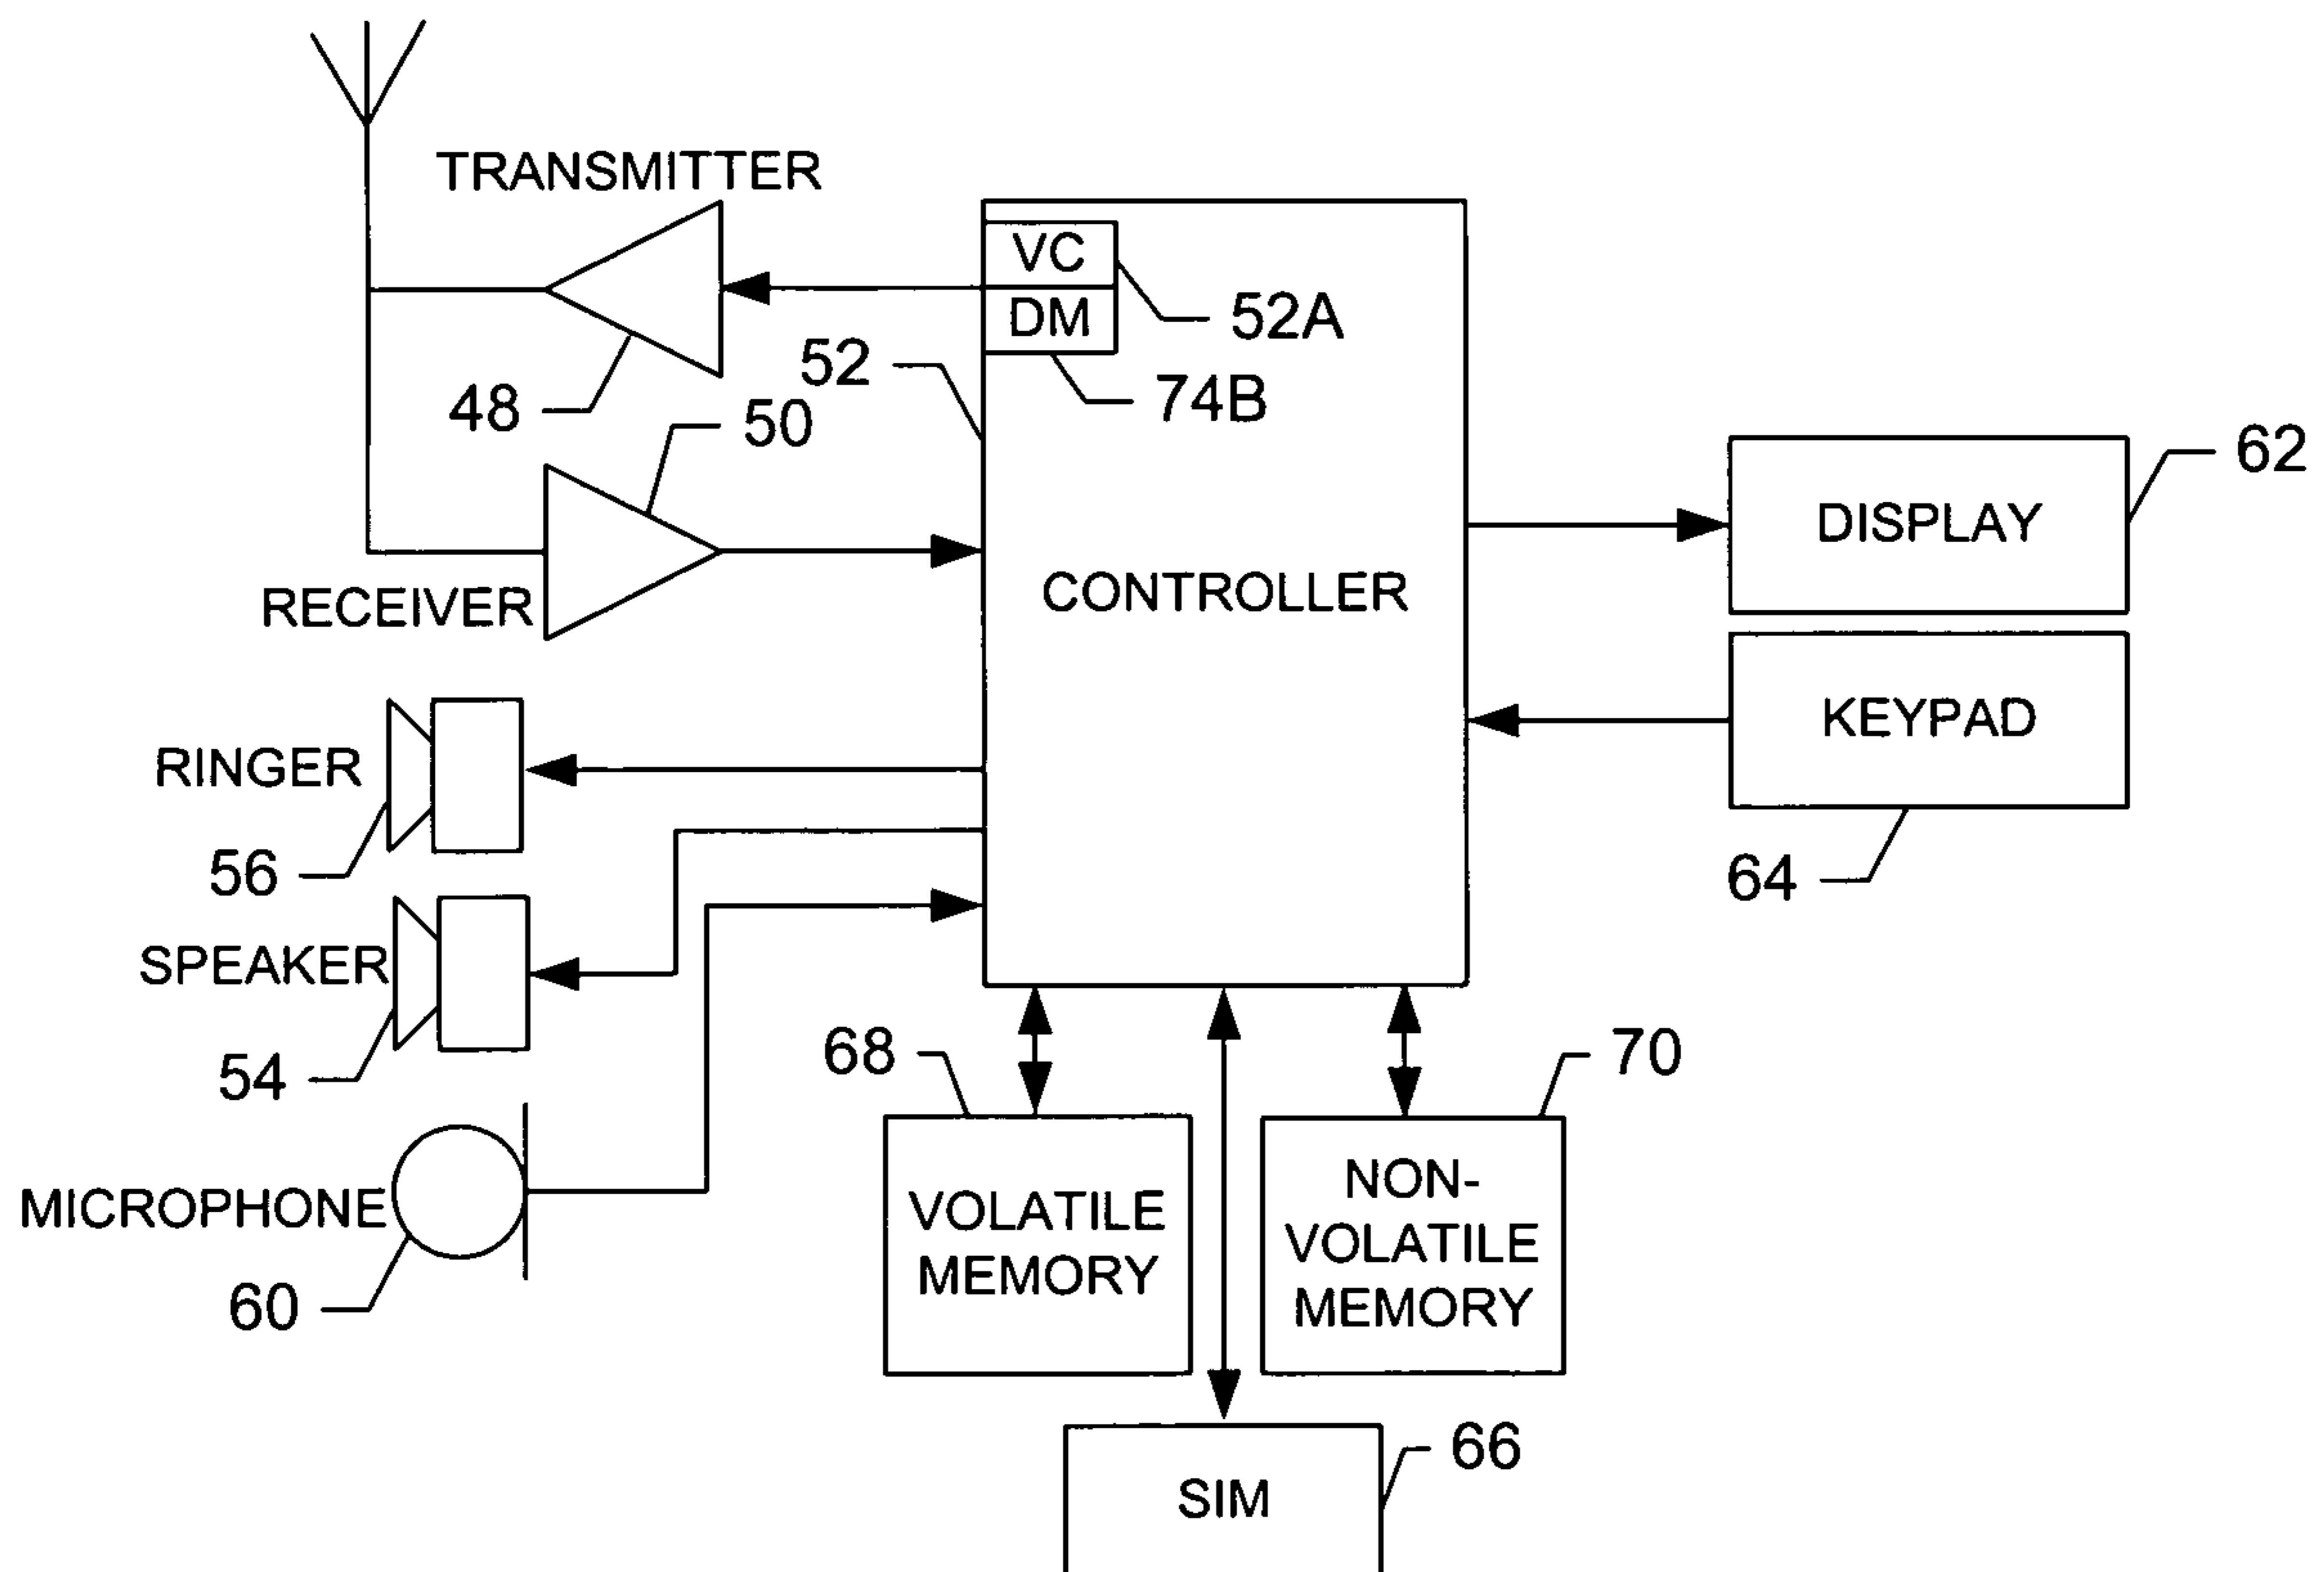 TRANSMITTER
VC
DM
52A
52
74B
48
50
62
DISPLAY
CONTROLLER
RECEIVER
KEYPAD
RINGER
56
64
SPEAKER
54
68
70
MICROPHONE
60
VOLATILE
MEMORY
NON-
VOLATILE
MEMORY
66
SIM